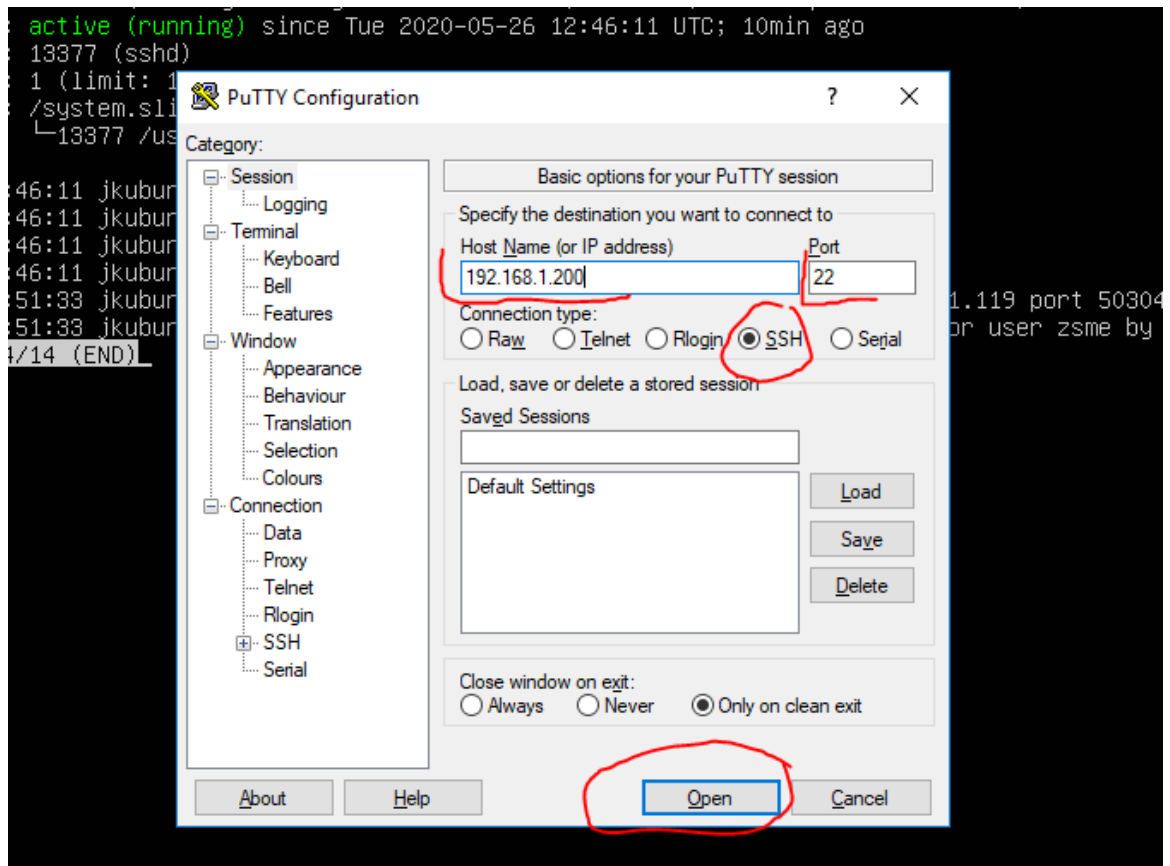 active (running) since Tue 2020-05-26 12:46:11 UTC; 10min ago
13377 (sshd)
1 (limit: 1
/system.sli
└─13377 /us
:46:11 jkubur
:46:11 jkubur
:46:11 jkubur
:46:11 jkubur
:51:33 jkubur 1.119 port 50304
:51:33 jkubur or user zsme by
4/14 (END)
PuTTY Configuration
? X
Category:
Session
Logging
Terminal
Keyboard
Bell
Features
Window
Appearance
Behaviour
Translation
Selection
Colours
Connection
Data
Proxy
Telnet
Rlogin
SSH
Serial
Basic options for your PuTTY session
Specify the destination you want to connect to
Host Name (or IP address) Port
192.168.1.200 22
Connection type:
Raw Telnet Rlogin SSH Serial
Load, save or delete a stored session
Saved Sessions
Default Settings
Load
Save
Delete
Close window on exit:
Always Never Only on clean exit
About Help Open Cancel